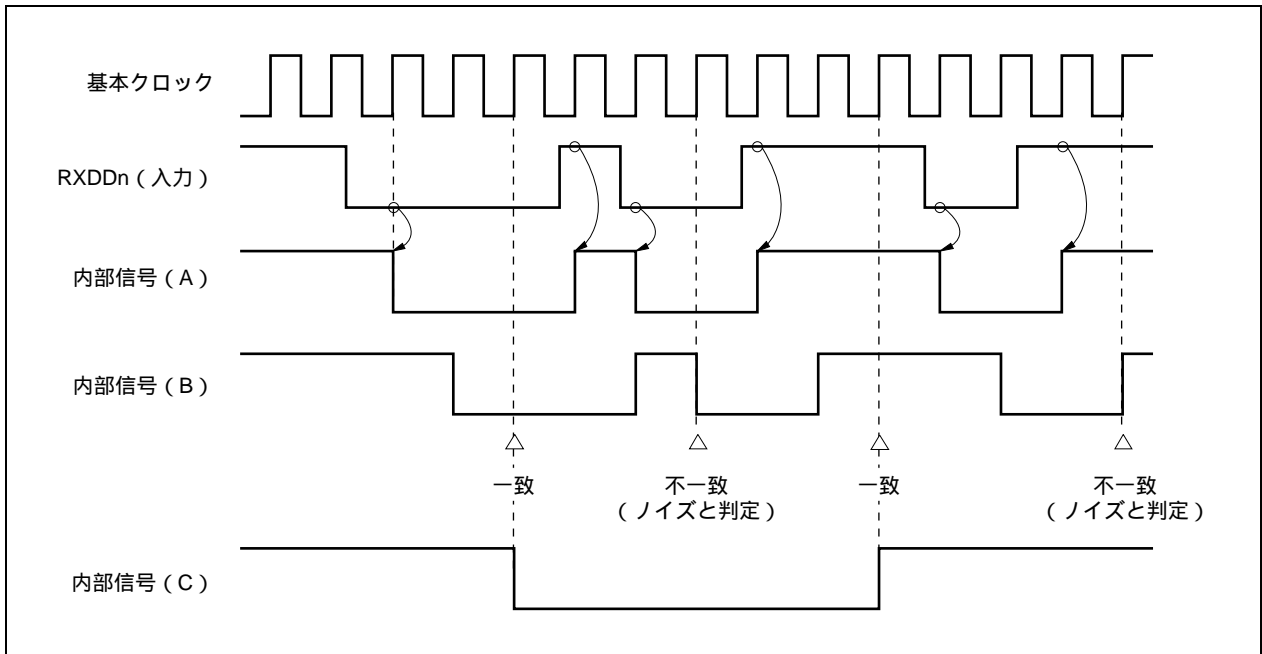 基本クロック
RXDDn（入力）
内部信号（A）
内部信号（B）
一致
不一致
（ノイズと判定）
一致
不一致
（ノイズと判定）
内部信号（C）